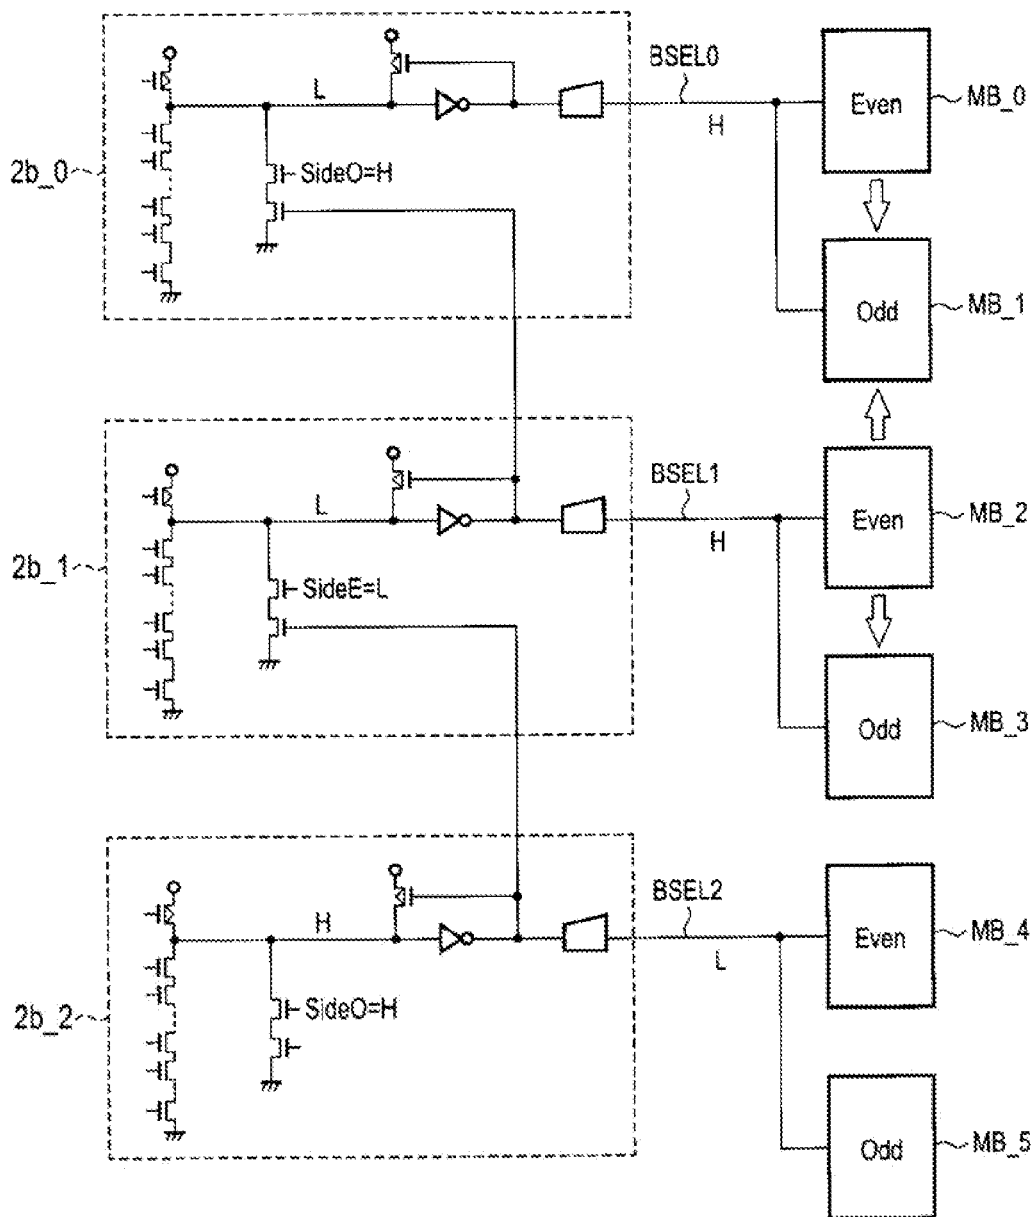 BSEL0
L
H
Even
MB_0
2b_0
SideO=H
Odd
MB_1
BSEL1
L
H
Even
MB_2
2b_1
SideE=L
Odd
MB_3
BSEL2
H
L
Even
MB_4
2b_2
SideO=H
Odd
MB_5